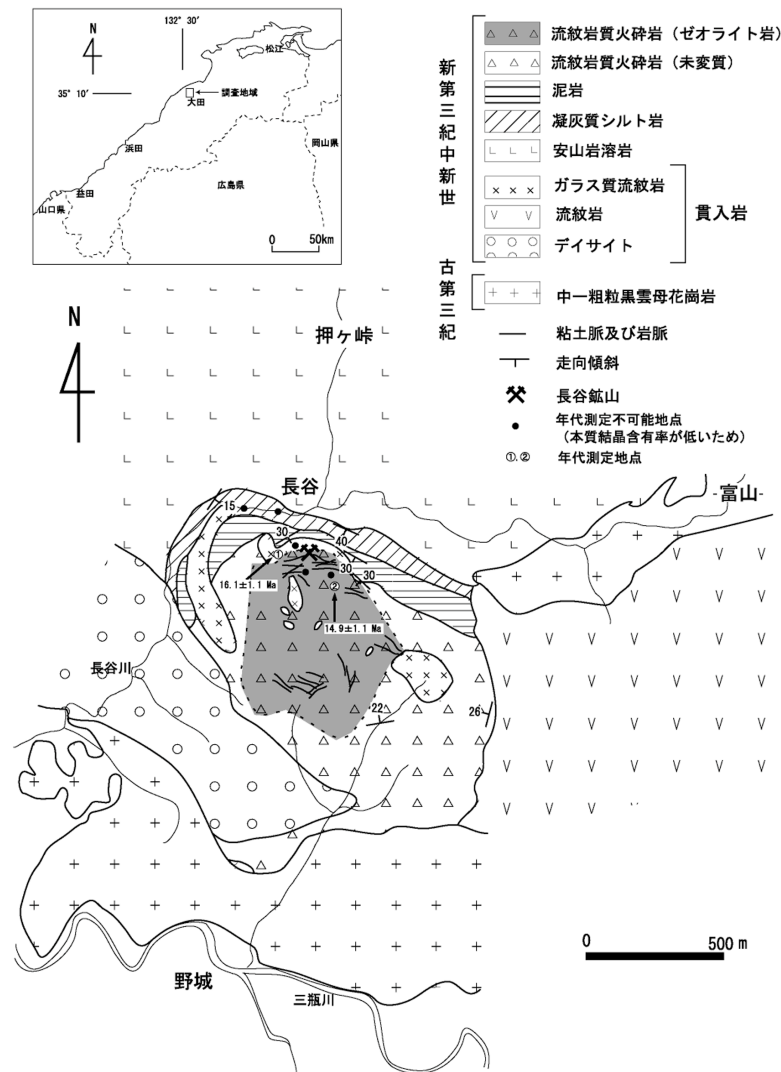 132° 30′
N
35° 10′
松江
調査地域
大田
浜田
益田
山口県
広島県
岡山県
0 50km
新第三紀中新世
流紋岩質火砕岩（ゼオライト岩）
流紋岩質火砕岩（未変質）
泥岩
凝灰質シルト岩
安山岩溶岩
ガラス質流紋岩
流紋岩
デイサイト
貫入岩
古第三紀
中ー粗粒黒雲母花崗岩
粘土脈及び岩脈
走向傾斜
長谷鉱山
年代測定不可能地点
（本質結晶含有率が低いため）
①.② 年代測定地点
N
押ヶ峠
長谷
-富山-
15
30
40
①
30
30
②
16.1±1.1 Ma
14.9±1.1 Ma
長谷川
22
26
0 500 m
野城
三瓶川